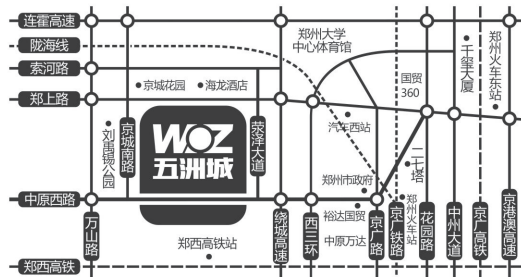 连霍高速
陇海线
索河路
郑上路
中原西路
郑西高铁
郑州大学
中心体育馆
京城花园
海龙酒店
国贸
360
千玺大厦
郑州火车东站
刘禹锡公园
京城南路
WOZ
五洲城
荥泽大道
汽车西站
二七塔
郑州市政府
郑州火车站
裕达国贸
中原万达
郑西高铁站
万山路
绕城高速
西三环
京广路
京广铁路
花园路
中州大道
京广高铁
京港澳高速